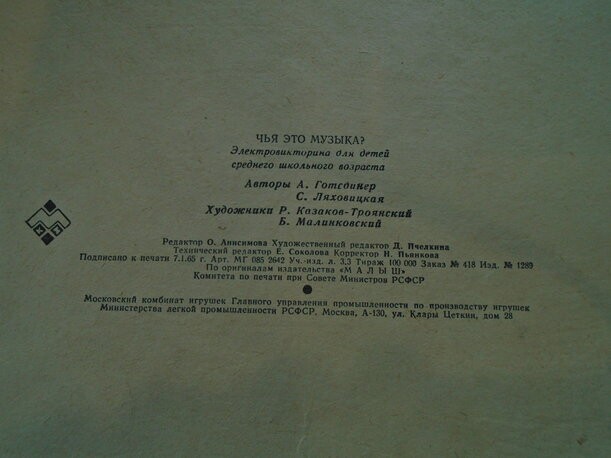 ЧЬЯ ЭТО МУЗЫКА?
Электровикторина для детей
среднего школьного возраста
Авторы А. Готсдинер
С. Ляховицкая
Художники Р. Казаков-Троянский
Б. Малинковский
Редактор О. Анисимова Художественный редактор Д. Пчелкина
Технический редактор Е. Соколова Корректор Н. Пьянкова
Подписано к печати 7.1.65 г. Арт. МГ 085 2642 Уч.-изд. л. 3,3 Тираж 100 000 Заказ № 418 Изд. № 1289
По оригиналам издательства «МАЛЫШ»
Комитета по печати при Совете Министров РСФСР
Московский комбинат игрушек Главного управления промышленности по производству игрушек
Министерства легкой промышленности РСФСР, Москва, А-130, ул. Клары Цеткин, дом 28